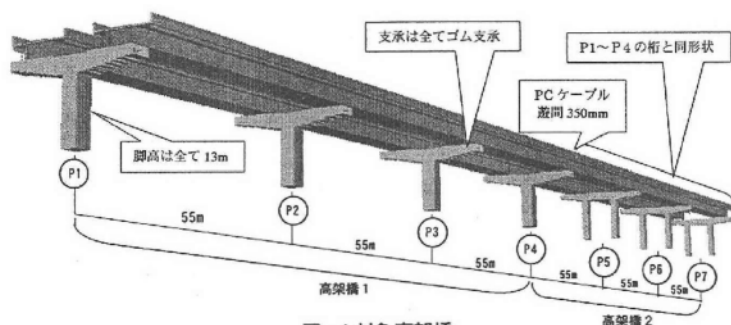 支承は全てゴム支承
P1～P4の桁と同形状
PCケーブル
遊間350mm
脚高は全て13m
P1
P2
P3
P4
P5
P6
P7
55m
55m
55m
55m
55m
55m
高架橋1
高架橋2